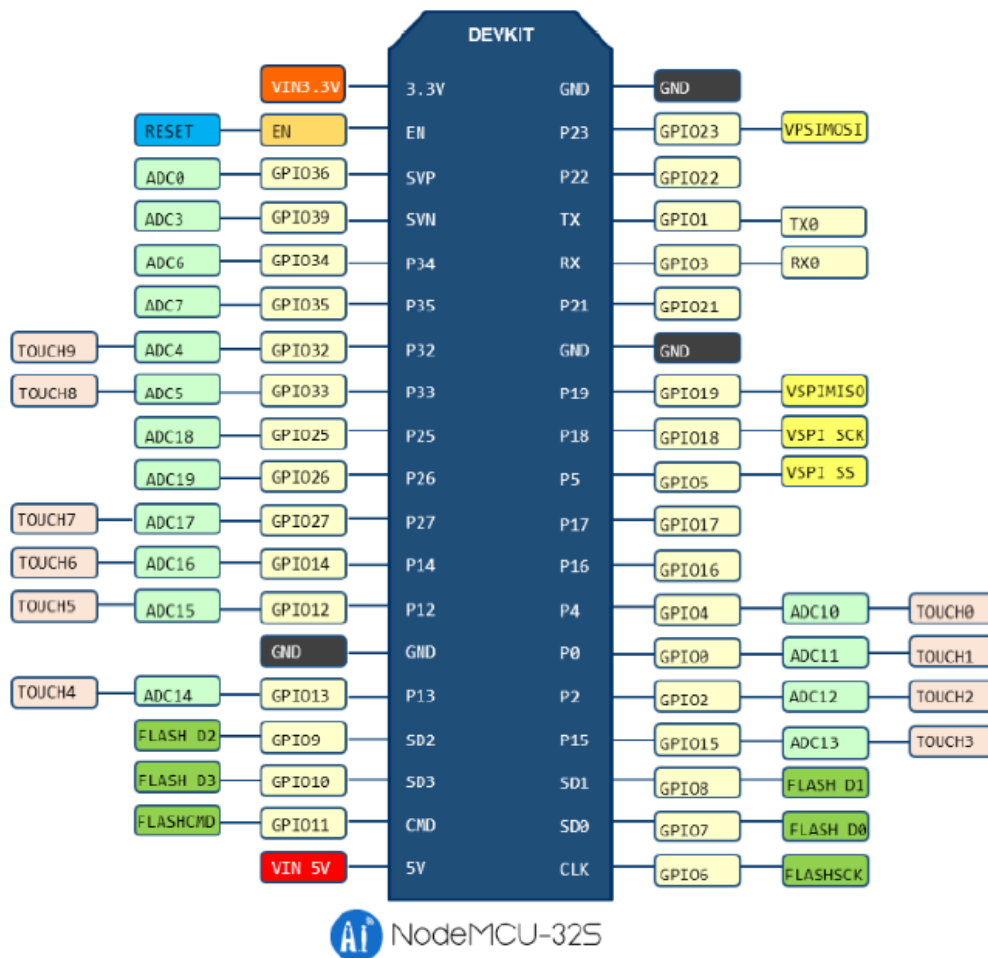 DEVKIT
VIN3.3V 3.3V GND GND
RESET EN EN P23 GPIO23 VPSIMOSI
ADC0 GPIO36 SVP P22 GPIO22
ADC3 GPIO39 SVN TX GPIO1 TX0
ADC6 GPIO34 P34 RX GPIO3 RX0
ADC7 GPIO35 P35 P21 GPIO21
TOUCH9 ADC4 GPIO32 P32 GND GND
TOUCH8 ADC5 GPIO33 P33 P19 GPIO19 VSPIMISO
ADC18 GPIO25 P25 P18 GPIO18 VSPI SCK
ADC19 GPIO26 P26 P5 GPIO5 VSPI SS
TOUCH7 ADC17 GPIO27 P27 P17 GPIO17
TOUCH6 ADC16 GPIO14 P14 P16 GPIO16
TOUCH5 ADC15 GPIO12 P12 P4 GPIO4 ADC10 TOUCH0
GND GND P0 GPIO0 ADC11 TOUCH1
TOUCH4 ADC14 GPIO13 P13 P2 GPIO2 ADC12 TOUCH2
FLASH D2 GPIO9 SD2 P15 GPIO15 ADC13 TOUCH3
FLASH D3 GPIO10 SD3 SD1 GPIO8 FLASH D1
FLASHCMD GPIO11 CMD SD0 GPIO7 FLASH D0
VIN 5V 5V CLK GPIO6 FLASHSCK
Ai NodeMCU-32S